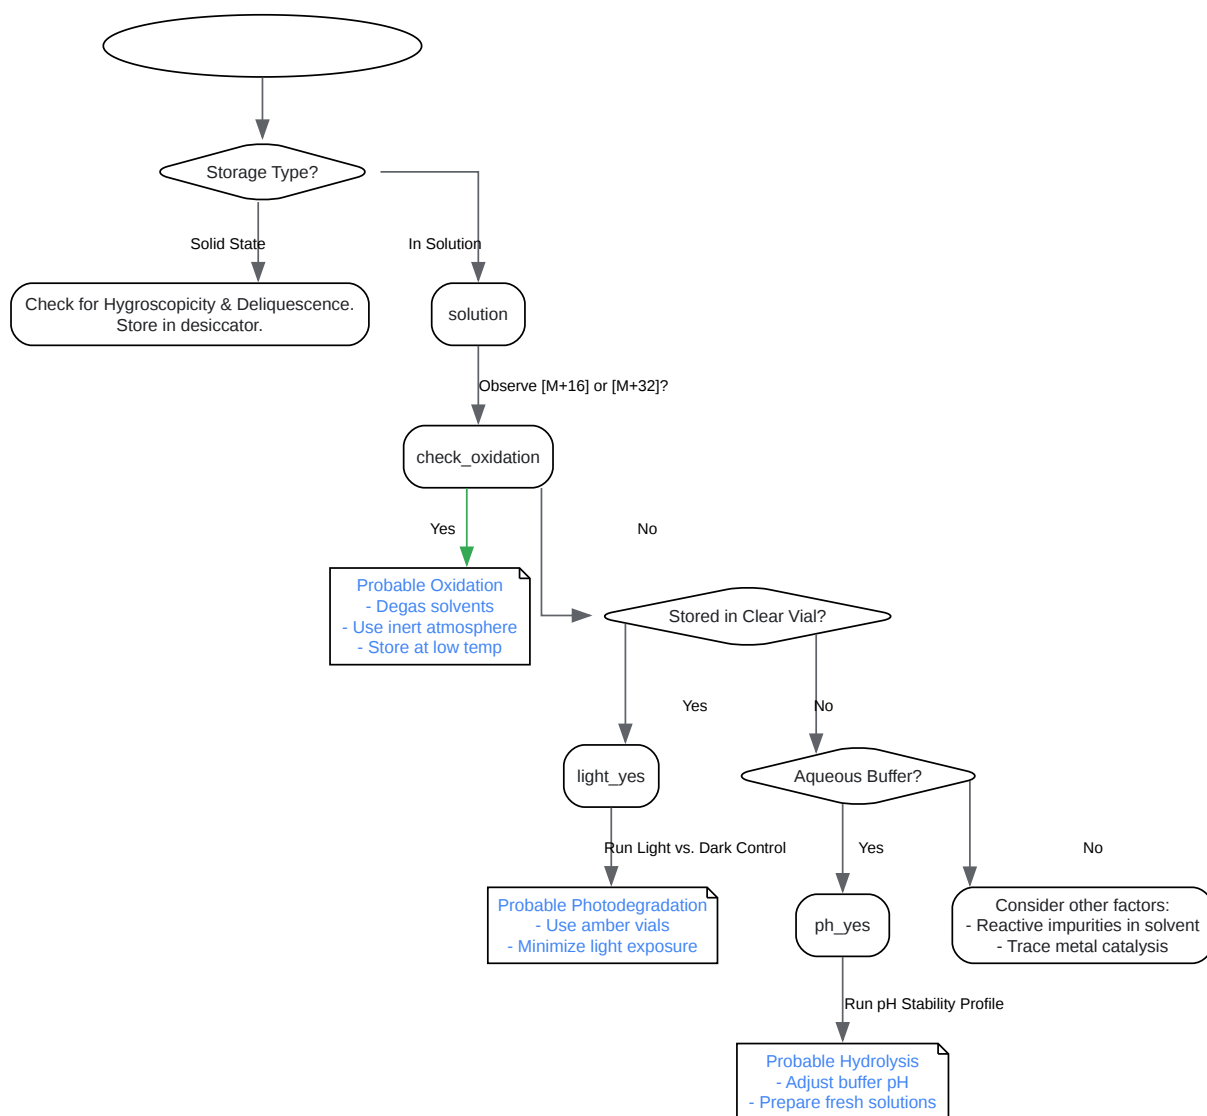 Storage Type?
Solid State
In Solution
Check for Hygroscopicity & Deliquescence.
Store in desiccator.
solution
Observe [M+16] or [M+32]?
check_oxidation
Yes
No
Probable Oxidation
- Degas solvents
- Use inert atmosphere
- Store at low temp
Stored in Clear Vial?
Yes
No
light_yes
Aqueous Buffer?
Run Light vs. Dark Control
Yes
No
Probable Photodegradation
- Use amber vials
- Minimize light exposure
ph_yes
Consider other factors:
- Reactive impurities in solvent
- Trace metal catalysis
Run pH Stability Profile
Probable Hydrolysis
- Adjust buffer pH
- Prepare fresh solutions